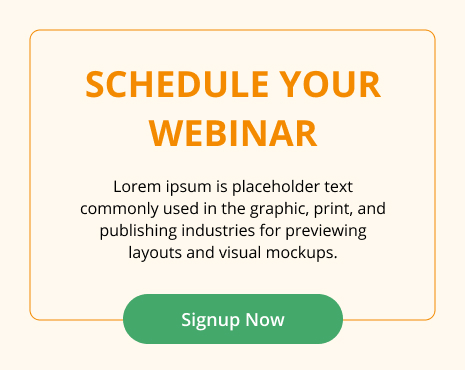 SCHEDULE YOUR
WEBINAR
Lorem ipsum is placeholder text
commonly used in the graphic, print, and
publishing industries for previewing
layouts and visual mockups.
Signup Now